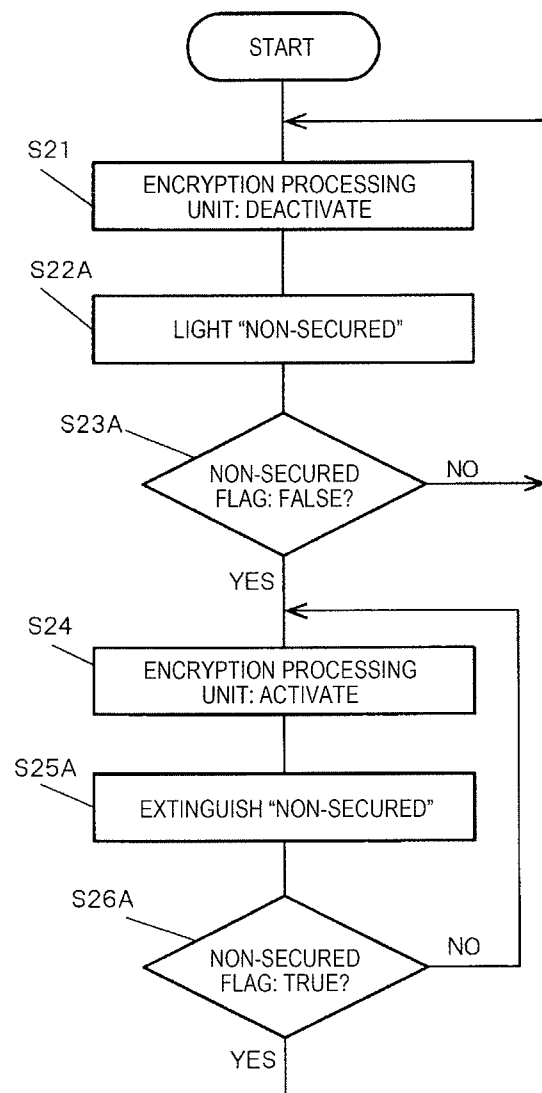 START
S21
ENCRYPTION PROCESSING
UNIT: DEACTIVATE
S22A
LIGHT “NON-SECURED”
S23A
NON-SECURED
FLAG: FALSE?
NO
YES
S24
ENCRYPTION PROCESSING
UNIT: ACTIVATE
S25A
EXTINGUISH “NON-SECURED”
S26A
NON-SECURED
FLAG: TRUE?
NO
YES